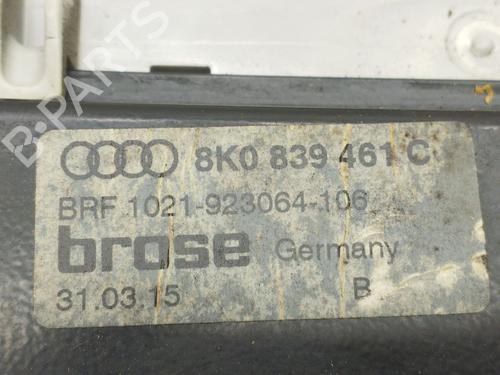 8K0 839 461 C
BRF 1021-923064-106
brose Germany
31.03.15 B
B-PARTS